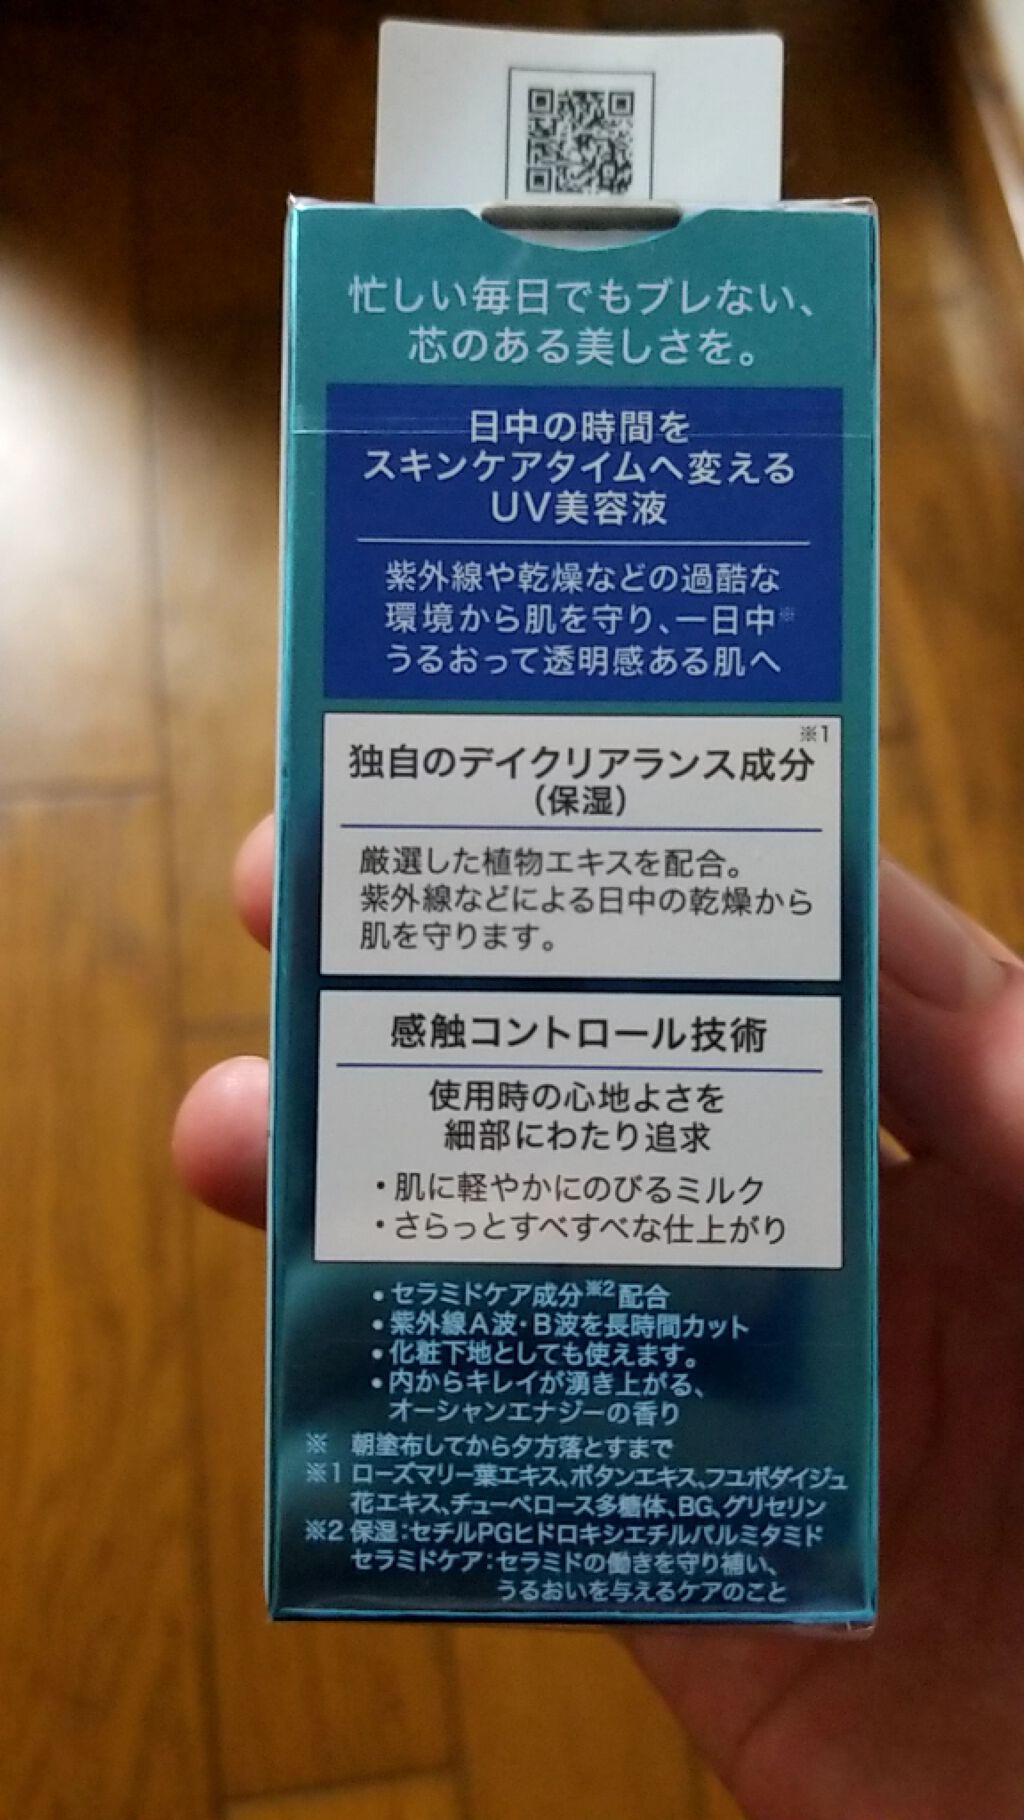 忙しい毎日でもブレない、
芯のある美しさを。
日中の時間を
スキンケアタイムへ変える
UV美容液
紫外線や乾燥などの過酷な
環境から肌を守り、一日中※
うるおって透明感ある肌へ
独自のデイクリアランス成分※1
(保湿)
厳選した植物エキスを配合。
紫外線などによる日中の乾燥から
肌を守ります。
感触コントロール技術
使用時の心地よさを
細部にわたり追求
・肌に軽やかにのびるミルク
・さらっとすべすべな仕上がり
・セラミドケア成分※2配合
・紫外線A波・B波を長時間カット
・化粧下地としても使えます。
・内からキレイが湧き上がる、
オーシャンエナジーの香り
※ 朝塗布してから夕方落とすまで
※1 ローズマリー葉エキス、ボタンエキス、フユボダイジュ
花エキス、チューベロース多糖体、BG、グリセリン
※2 保湿：セチルPGヒドロキシエチルパルミタミド
セラミドケア：セラミドの働きを守り補い、
うるおいを与えるケアのこと